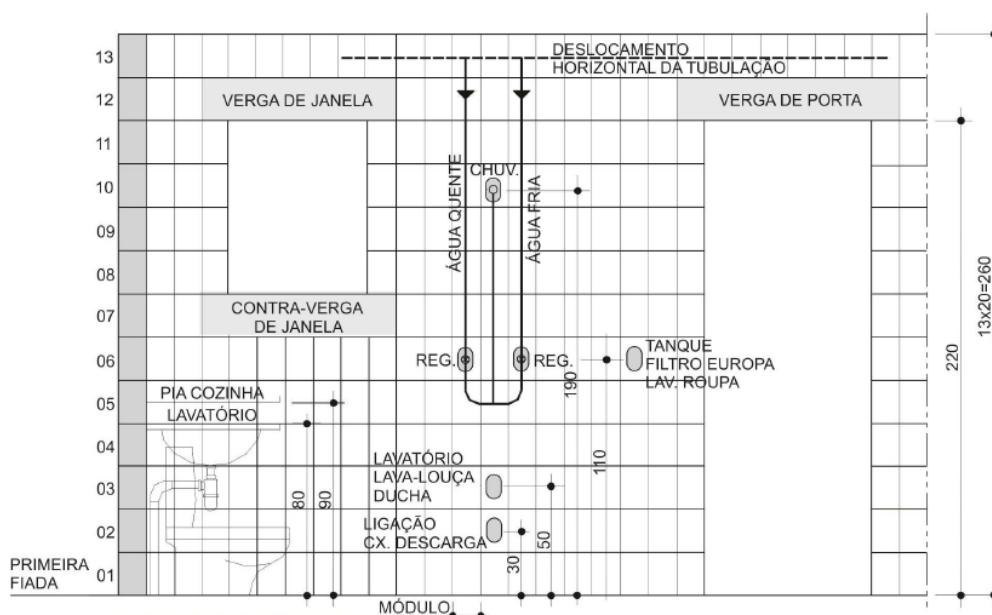 13
12
11
10
09
08
07
06
05
04
03
02
01
PRIMEIRA
FIADA
DESLOCAMENTO
HORIZONTAL DA TUBULAÇÃO
VERGA DE JANELA
VERGA DE PORTA
CHUV.
ÁGUA QUENTE
ÁGUA FRIA
CONTRA-VERGA
DE JANELA
REG.
REG.
TANQUE
FILTRO EUROPA
LAV. ROUPA
PIA COZINHA
LAVATÓRIO
LAVATÓRIO
LAVA-LOUÇA
DUCHA
LIGAÇÃO
CX. DESCARGA
80
90
30
50
190
110
220
13x20=260
MÓDULO